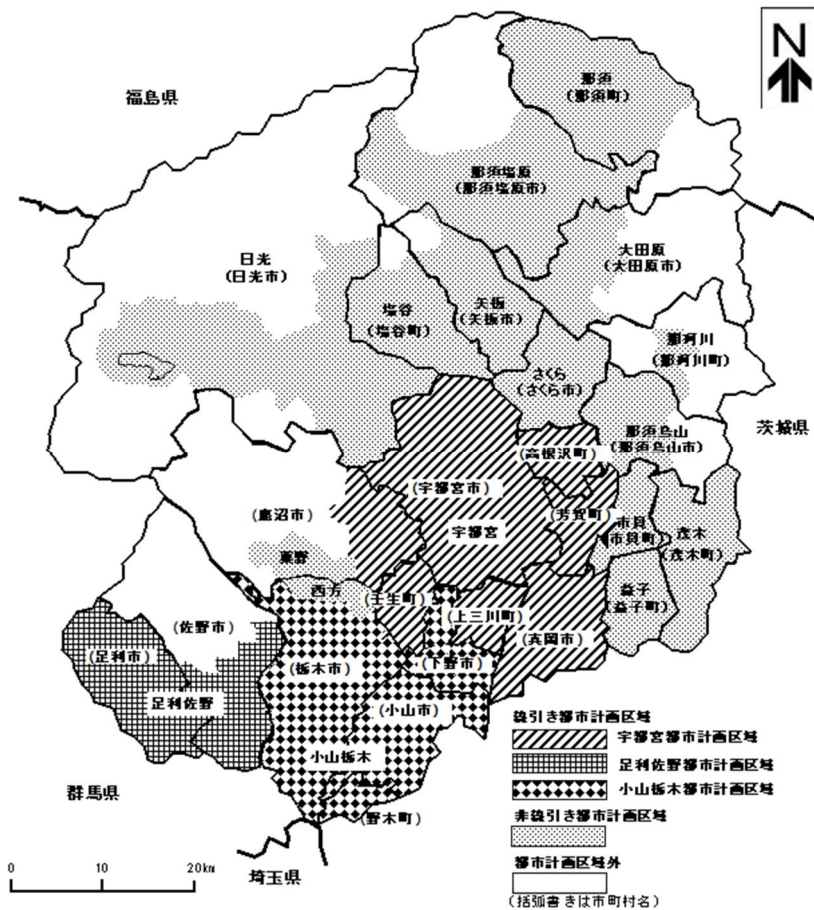 N
福島県
那須
(那須町)
那須塩原
(那須塩原市)
大田原
(大田原市)
日光
(日光市)
塩谷
(塩谷町)
矢板
(矢板市)
那珂川
(那珂川町)
さくら
(さくら市)
茨城県
那須烏山
(那須烏山市)
(高根沢町)
(宇都宮市)
(芳賀町)
(鹿沼市)
宇都宮
市貝
市貝町)
茂木
(茂木町)
粟野
西方
(壬生町)
(上三川町)
益子
(益子町)
(佐野市)
(真岡市)
(足利市)
(栃木市)
(下野市)
足利佐野
(小山市)
小山栃木
(野木町)
群馬県
埼玉県
線引き都市計画区域
宇都宮都市計画区域
足利佐野都市計画区域
小山栃木都市計画区域
非線引き都市計画区域
都市計画区域外
(括弧書きは市町村名)
0 10 20km